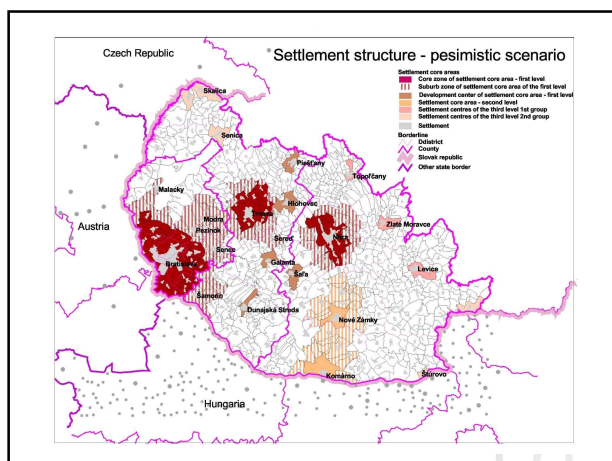 Czech Republic
Settlement structure - pesimistic scenario
Settlement core areas
Core zone of settlement core area - first level
Suburb zone of settlement core area of the first level
Development center of settlement core area - first level
Settlement core area - second level
Settlement centres of the third level 1st group
Settlement centres of the third level 2nd group
Settlement
Borderline
Ddistrict
County
Slovak republic
Other state border
Skalica
Senica
Piešťany
Topoľčany
Malacky
Hlohovec
Trnava
Modra
Pezinok
Zlaté Moravce
Austria
Sereď
Nitra
Senec
Bratislava
Galanta
Levice
Šaľa
Šamorín
Dunajská Streda
Nové Zámky
Komárno
Štúrovo
Hungaria